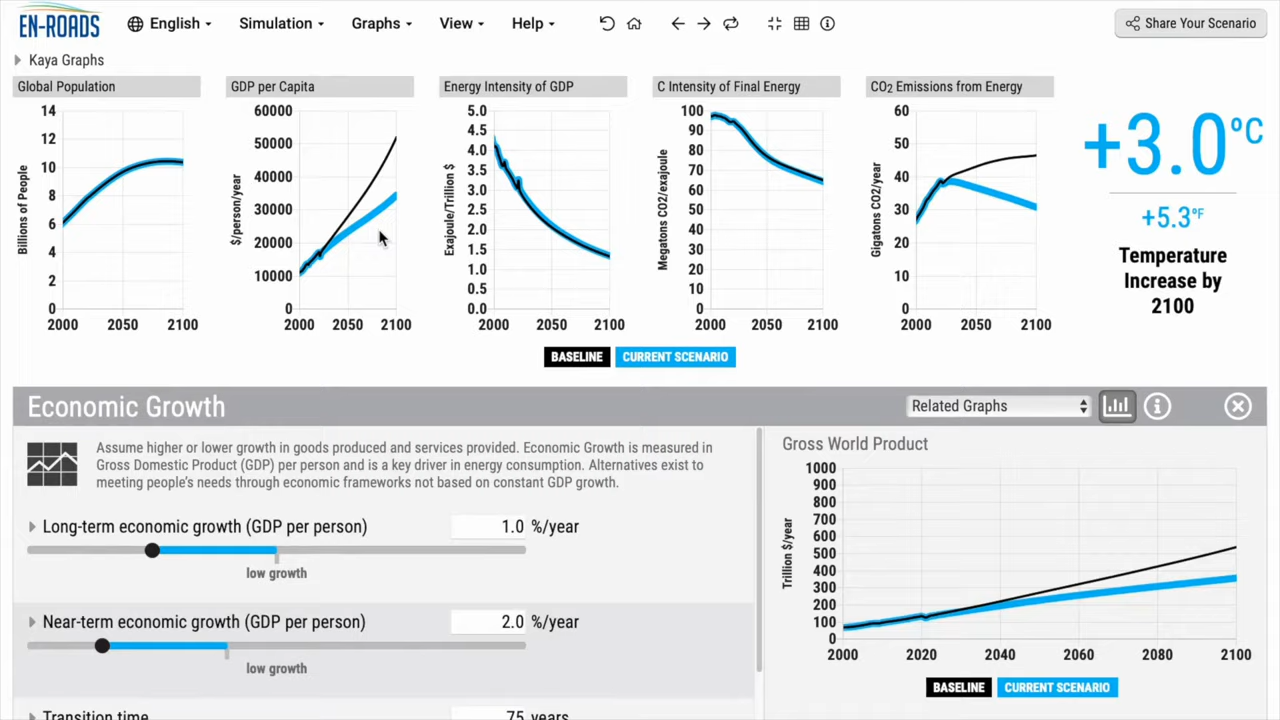 EN-ROADS
English
Simulation
Graphs
View
Help
Share Your Scenario
Kaya Graphs
Global Population
GDP per Capita
Energy Intensity of GDP
C Intensity of Final Energy
CO2 Emissions from Energy
Billions of People
14
12
10
8
6
4
2
0
2000 2050 2100
$/person/year
60000
50000
40000
30000
20000
10000
0
2000 2050 2100
Exajoule/Trillion $
5.0
4.5
4.0
3.5
3.0
2.5
2.0
1.5
1.0
0.5
0.0
2000 2050 2100
Megatons CO2/exajoule
100
90
80
70
60
50
40
30
20
10
0
2000 2050 2100
Gigatons CO2/year
60
50
40
30
20
10
0
2000 2050 2100
+3.0°C
+5.3°F
Temperature
Increase by
2100
BASELINE CURRENT SCENARIO
Economic Growth
Related Graphs
Assume higher or lower growth in goods produced and services provided. Economic Growth is measured in
Gross Domestic Product (GDP) per person and is a key driver in energy consumption. Alternatives exist to
meeting people's needs through economic frameworks not based on constant GDP growth.
Long-term economic growth (GDP per person) 1.0 %/year
low growth
Near-term economic growth (GDP per person) 2.0 %/year
low growth
Transition time 75 years
Gross World Product
Trillion $/year
1000
900
800
700
600
500
400
300
200
100
0
2000 2020 2040 2060 2080 2100
BASELINE CURRENT SCENARIO